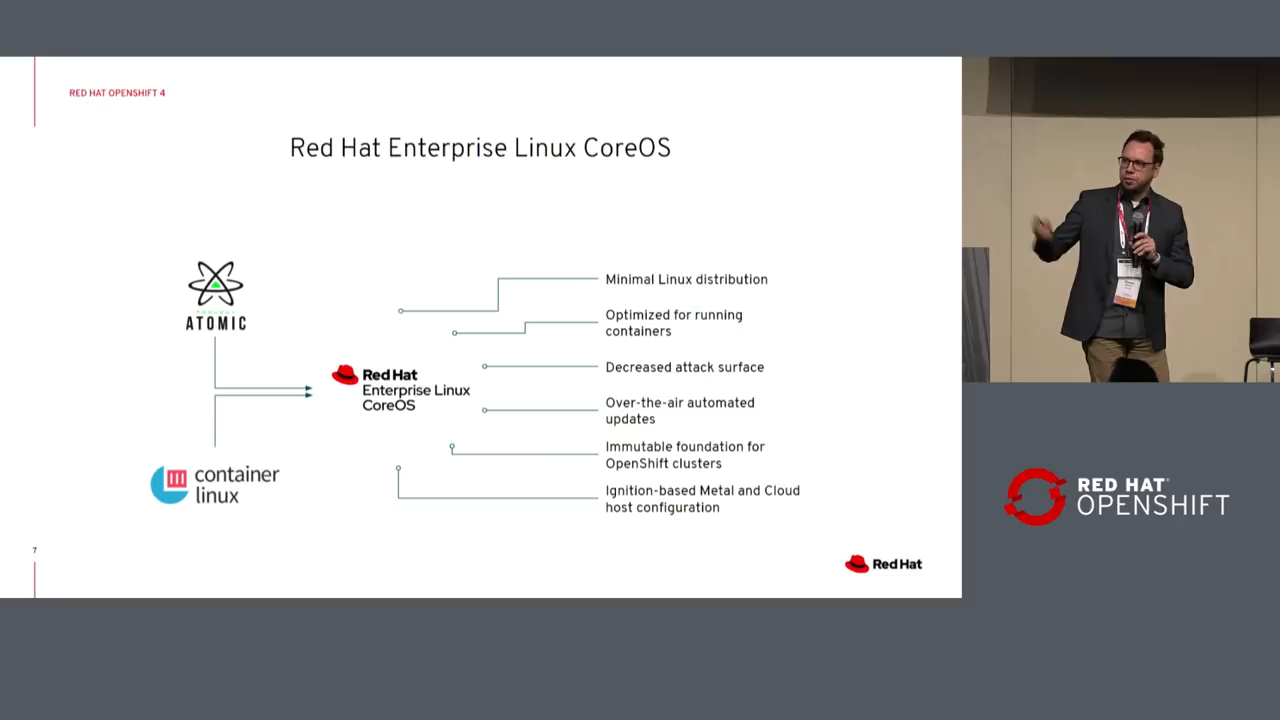 RED HAT OPENSHIFT 4
Red Hat Enterprise Linux CoreOS
PROJECT
ATOMIC
container
linux
Red Hat
Enterprise Linux
CoreOS
Minimal Linux distribution
Optimized for running
containers
Decreased attack surface
Over-the-air automated
updates
Immutable foundation for
OpenShift clusters
Ignition-based Metal and Cloud
host configuration
7
Red Hat
RED HAT®
OPENSHIFT